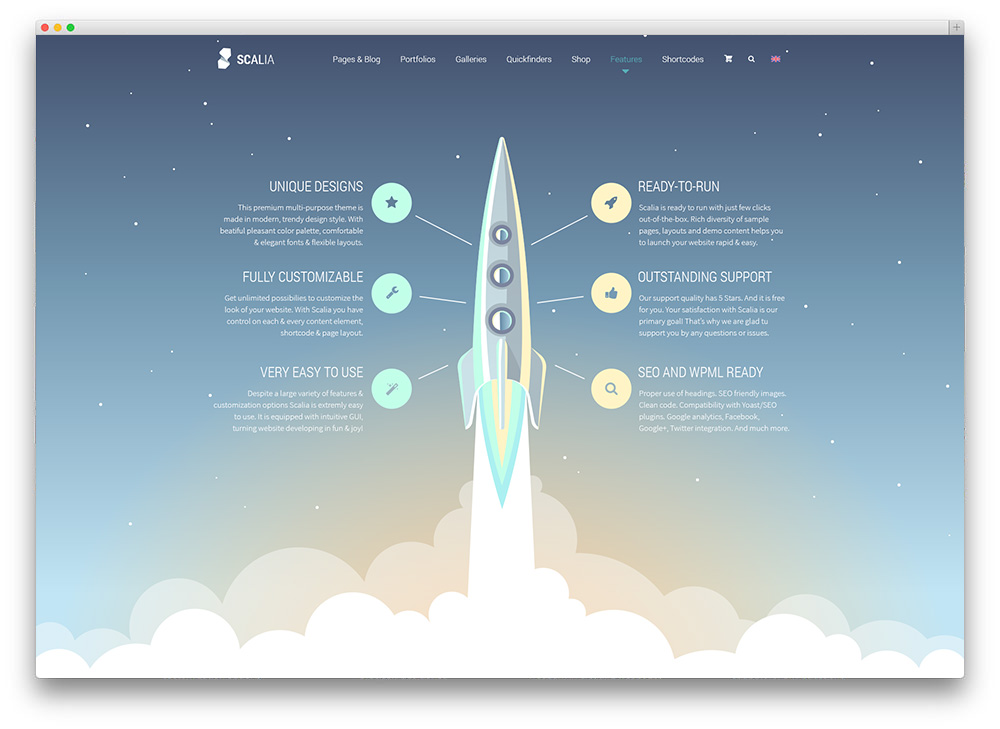 SCALIA
Pages & Blog Portfolios Galleries Quickfinders Shop Features Shortcodes
UNIQUE DESIGNS
This premium multi-purpose theme is
made in modern, trendy design style. With
beatiful pleasant color palette, comfortable
& elegant fonts & flexible layouts.
FULLY CUSTOMIZABLE
Get unlimited possibilies to customize the
look of your website. With Scalia you have
control on each & every content element,
shortcode & page layout.
VERY EASY TO USE
Despite a large variety of features &
customization options Scalia is extremly easy
to use. It is equipped with intuitive GUI,
turning website developing in fun & joy!
READY-TO-RUN
Scalia is ready to run with just few clicks
out-of-the-box. Rich diversity of sample
pages, layouts and demo content helps you
to launch your website rapid & easy.
OUTSTANDING SUPPORT
Our support quality has 5 Stars. And it is free
for you. Your satisfaction with Scalia is our
primary goal! That's why we are glad to
support you by any questions or issues.
SEO AND WPML READY
Proper use of headings. SEO friendly images.
Clean code. Compatibility with Yoast/SEO
plugins. Google analytics, Facebook,
Google+, Twitter integration. And much more.